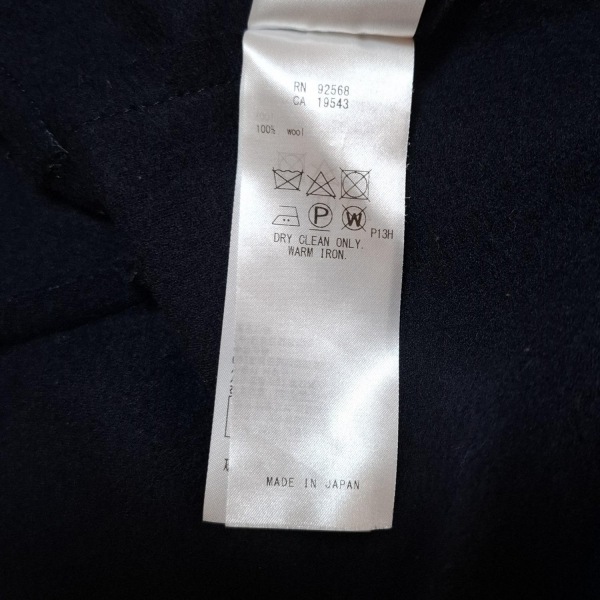 RN 92568
CA 19543
100% wool
P W P13H
DRY CLEAN ONLY.
WARM IRON.
MADE IN JAPAN